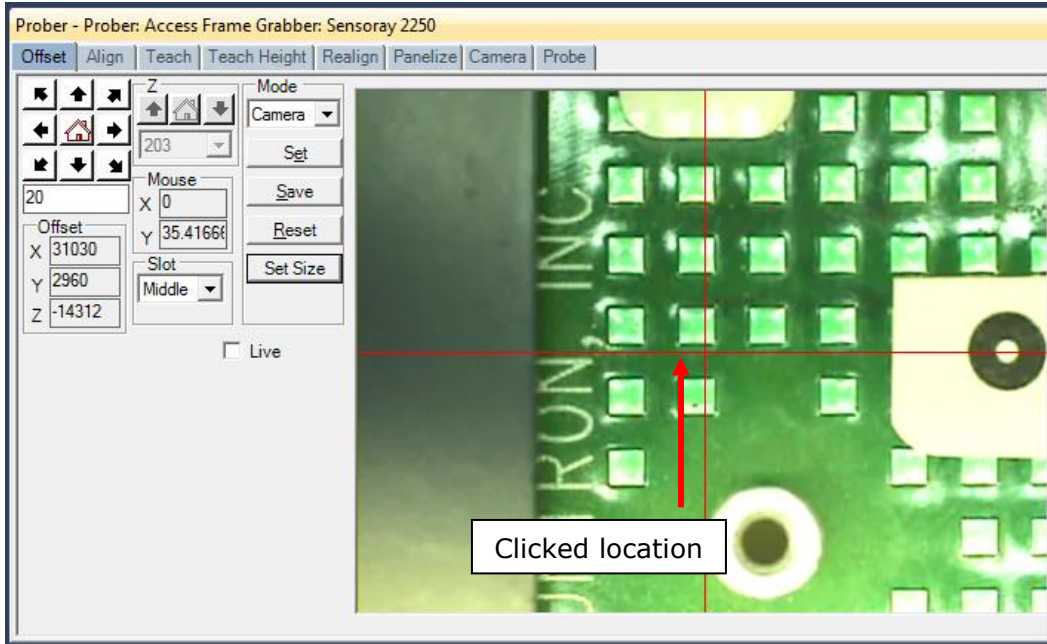 Prober - Prober: Access Frame Grabber: Sensoray 2250
Offset Align Teach Teach Height Realign Panelize Camera Probe
Z
203
20
Mouse
X 0
Y 35.41666
Offset
X 31030
Y 2960
Z -14312
Slot
Middle
Mode
Camera
Set
Save
Reset
Set Size
Live
TRON, INC
Clicked location